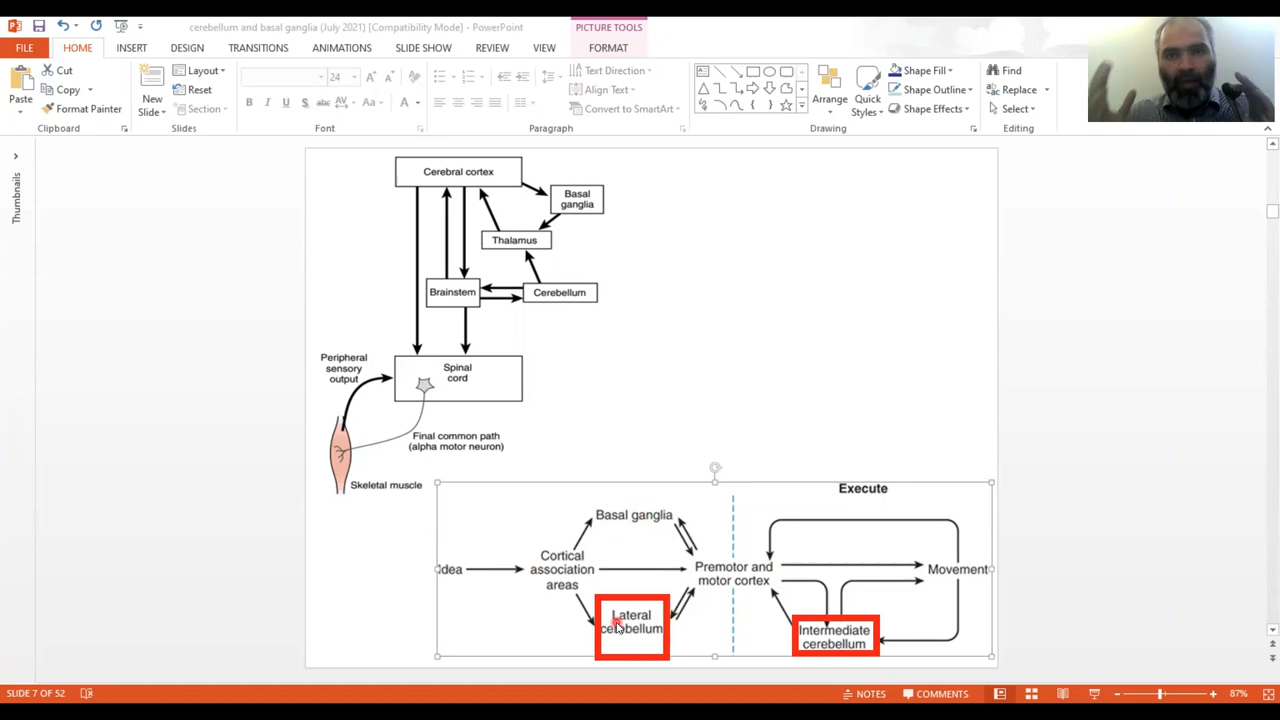 cerebellum and basal ganglia (July 2021) [Compatibility Mode] - PowerPoint
PICTURE TOOLS
FILE
HOME
INSERT
DESIGN
TRANSITIONS
ANIMATIONS
SLIDE SHOW
REVIEW
VIEW
FORMAT
Paste
Cut
Copy
Format Painter
Clipboard
New
Slide
Layout
Reset
Section
Slides
24
B I U S abc AV Aa A
Font
Text Direction
Align Text
Convert to SmartArt
Paragraph
Arrange
Quick
Styles
Shape Fill
Shape Outline
Shape Effects
Drawing
Find
Replace
Select
Editing
Thumbnails
Cerebral cortex
Basal
ganglia
Thalamus
Brainstem
Cerebellum
Peripheral
sensory
output
Spinal
cord
Final common path
(alpha motor neuron)
Skeletal muscle
Execute
Basal ganglia
Idea
Cortical
association
areas
Premotor and
motor cortex
Movement
Lateral
cerebellum
Intermediate
cerebellum
SLIDE 7 OF 52
NOTES
COMMENTS
87%